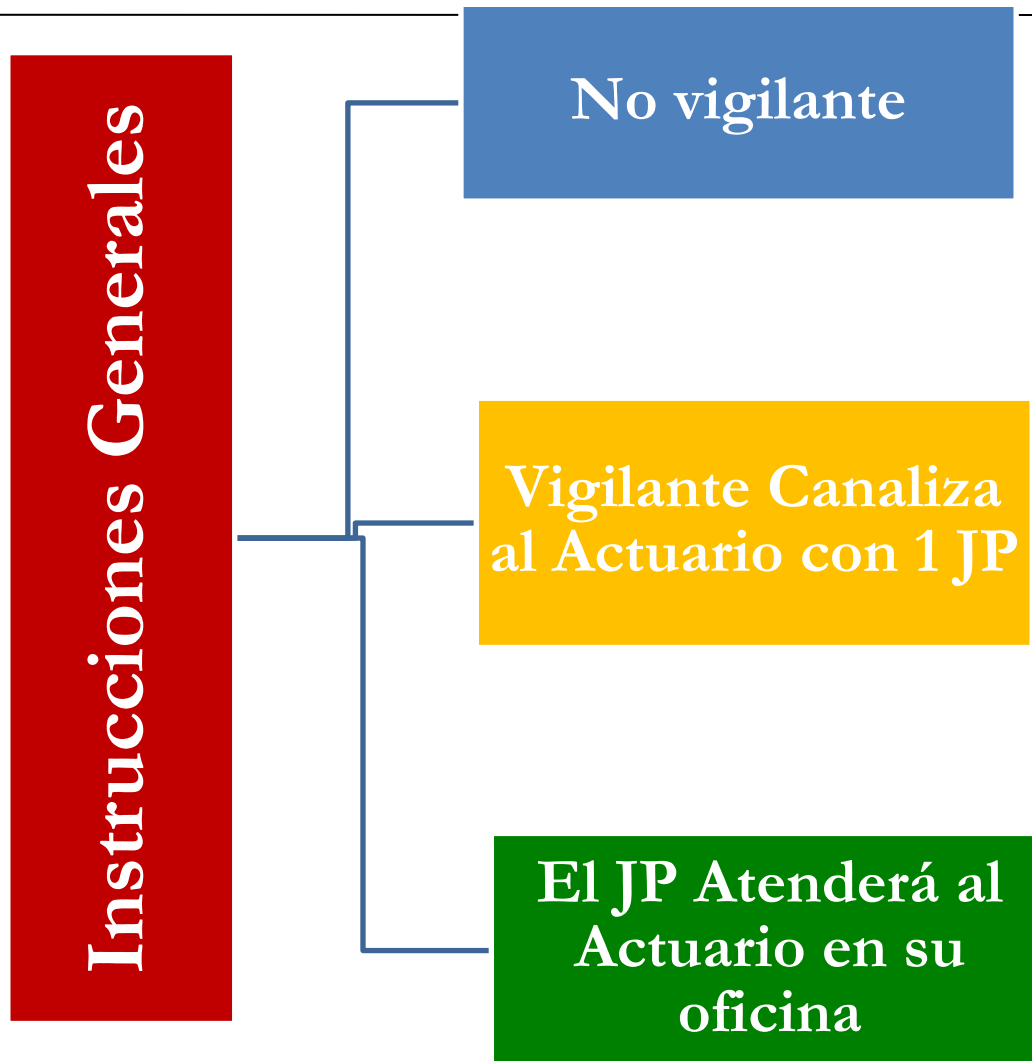 Instrucciones Generales
No vigilante
Vigilante Canaliza
al Actuario con 1 JP
El JP Atenderá al
Actuario en su
oficina